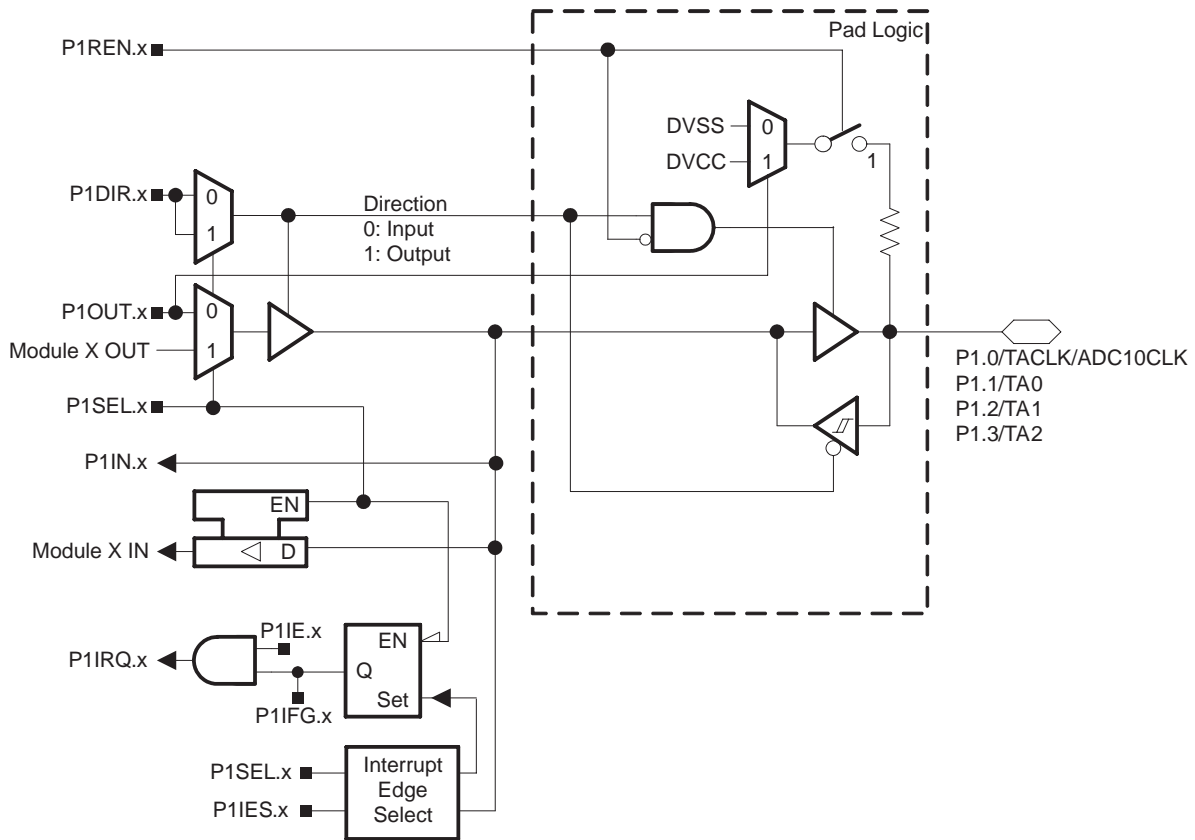 Pad Logic
P1REN.x
DVSS
0
DVCC
1
1
P1DIR.x
0
1
Direction
0: Input
1: Output
P1OUT.x
0
Module X OUT
1
P1SEL.x
P1.0/TACLK/ADC10CLK
P1.1/TA0
P1.2/TA1
P1.3/TA2
P1IN.x
EN
Module X IN
D
P1IE.x
P1IRQ.x
EN
Q
Set
P1IFG.x
P1SEL.x
P1IES.x
Interrupt
Edge
Select